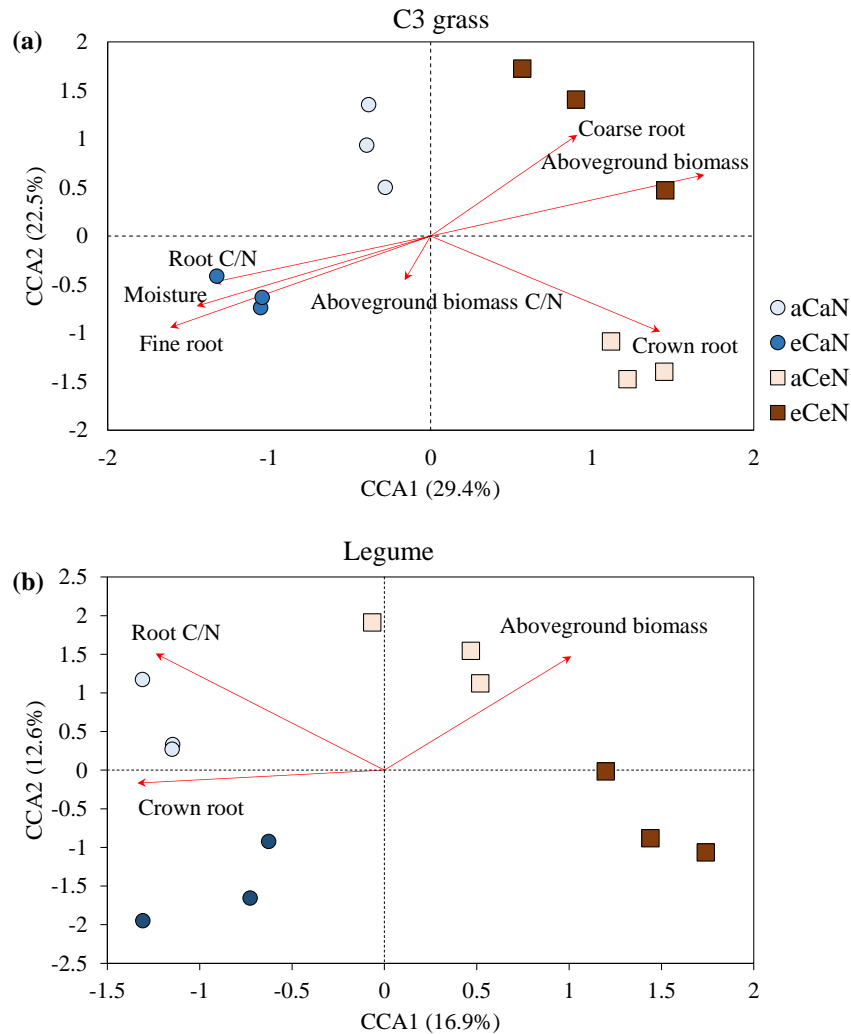 C3 grass
(a)
2
1.5
1
0.5
0
-0.5
-1
-1.5
-2
CCA2 (22.5%)
Coarse root
Aboveground biomass
Root C/N
Moisture
Fine root
Aboveground biomass C/N
Crown root
-2
-1
0
1
2
CCA1 (29.4%)
aCaN
eCaN
aCeN
eCeN
Legume
(b)
2.5
2
1.5
1
0.5
0
-0.5
-1
-1.5
-2
-2.5
CCA2 (12.6%)
Root C/N
Aboveground biomass
Crown root
-1.5
-1
-0.5
0
0.5
1
1.5
2
CCA1 (16.9%)